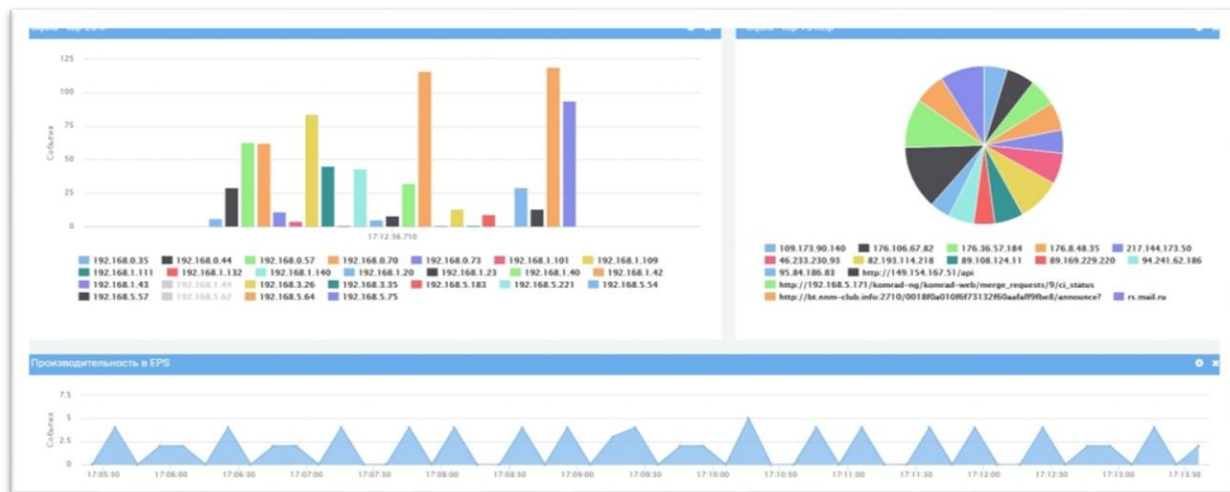 125
100
75
50
25
0
События
17:12:36.710
192.168.0.35 192.168.0.44 192.168.0.57 192.168.0.70 192.168.0.73 192.168.1.101 192.168.1.109
192.168.1.111 192.168.1.132 192.168.1.140 192.168.1.20 192.168.1.23 192.168.1.40 192.168.1.42
192.168.1.43 192.168.1.44 192.168.3.26 192.168.3.35 192.168.5.183 192.168.5.221 192.168.5.54
192.168.5.57 192.168.5.62 192.168.5.64 192.168.5.75
109.173.90.140 176.106.67.82 176.36.57.184 176.8.48.35 217.144.173.50
46.233.230.93 82.193.114.218 89.108.124.11 89.169.229.220 94.241.62.186
95.84.186.83 http://149.154.167.51/api
http://192.168.5.171/komrad-ng/komrad-web/merge_requests/9/ci_status
http://bt.nnm-club.info:2710/0018f0a010f6f73132f60aafaff9fbe8/announce? rs.mail.ru
Производительность в EPS
7.5
5
2.5
0
События
17:05:30 17:06:00 17:06:30 17:07:00 17:07:30 17:08:00 17:08:30 17:09:00 17:09:30 17:10:00 17:10:30 17:11:00 17:11:30 17:12:00 17:12:30 17:13:00 17:13:30